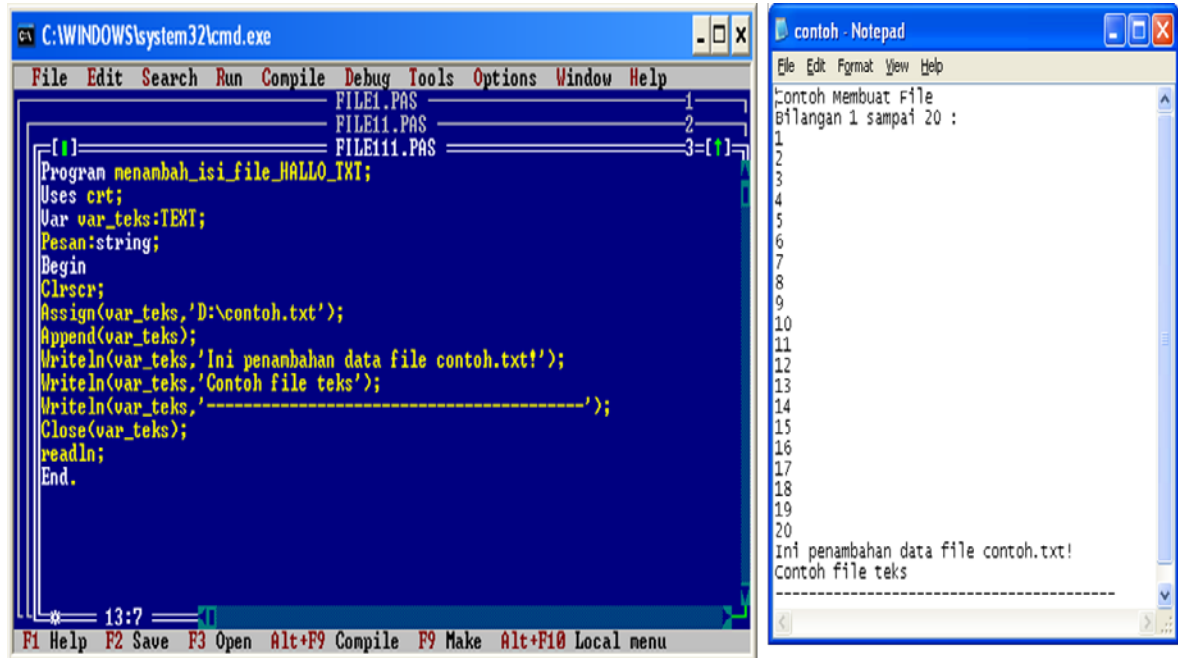 C:\WINDOWS\system32\cmd.exe
File Edit Search Run Compile Debug Tools Options Window Help
FILE1.PAS 1
FILE11.PAS 2
FILE111.PAS 3=[↑]
Program menambah_isi_file_HALLO_TXT;
Uses crt;
Var var_teks:TEXT;
Pesan:string;
Begin
Clrscr;
Assign(var_teks,'D:\contoh.txt');
Append(var_teks);
Writeln(var_teks,'Ini penambahan data file contoh.txt!');
Writeln(var_teks,'Contoh file teks');
Writeln(var_teks,'-----------------------------------------');
Close(var_teks);
readln;
End.
13:7
F1 Help F2 Save F3 Open Alt+F9 Compile F9 Make Alt+F10 Local menu
contoh - Notepad
File Edit Format View Help
Contoh Membuat File
Bilangan 1 sampai 20 :
1
2
3
4
5
6
7
8
9
10
11
12
13
14
15
16
17
18
19
20
Ini penambahan data file contoh.txt!
Contoh file teks
-----------------------------------------